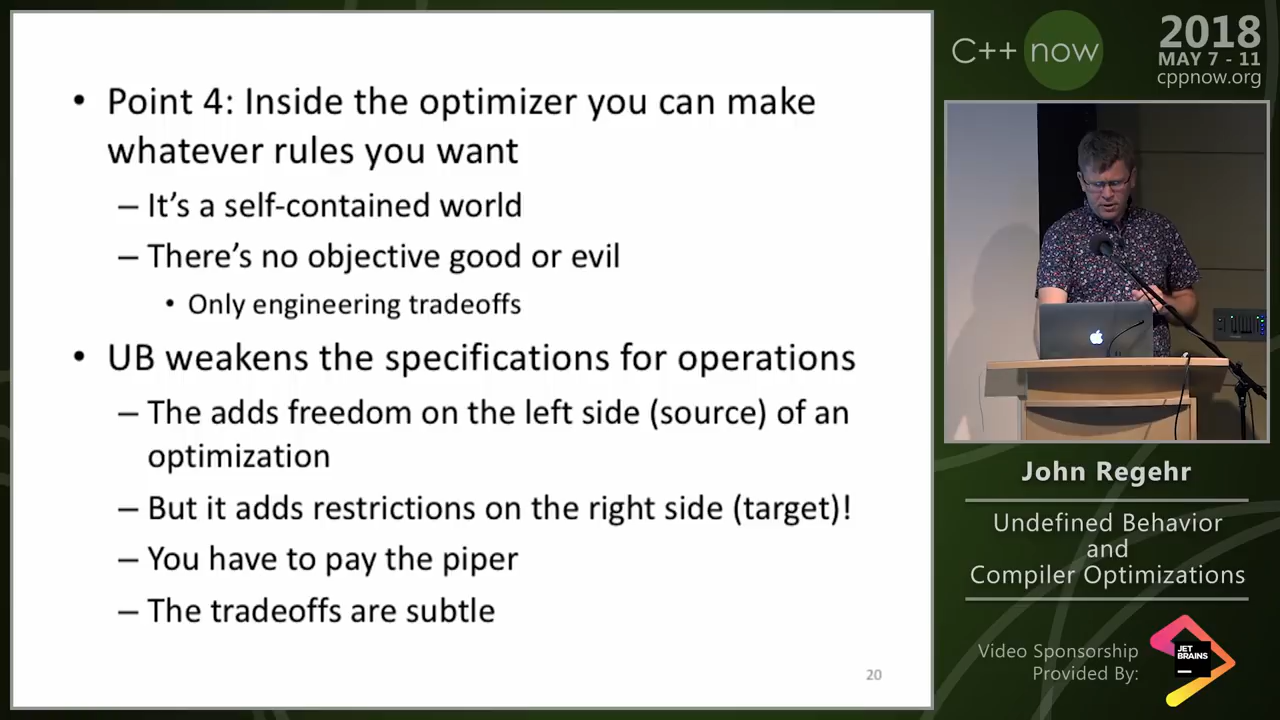 • Point 4: Inside the optimizer you can make
whatever rules you want
– It's a self-contained world
– There's no objective good or evil
• Only engineering tradeoffs
• UB weakens the specifications for operations
– The adds freedom on the left side (source) of an
optimization
– But it adds restrictions on the right side (target)!
– You have to pay the piper
– The tradeoffs are subtle
20
C++ now
2018
MAY 7 - 11
cppnow.org
John Regehr
Undefined Behavior
and
Compiler Optimizations
Video Sponsorship
Provided By:
JET
BRAINS